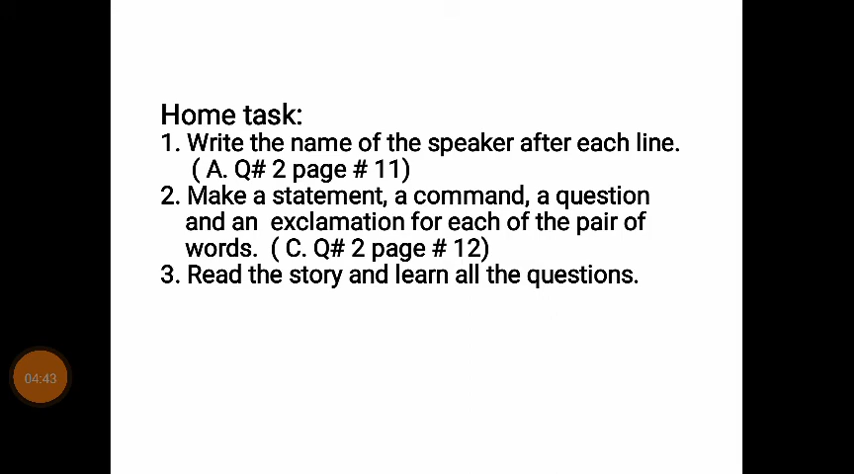 Home task:
1. Write the name of the speaker after each line.
( A. Q# 2 page # 11)
2. Make a statement, a command, a question
and an exclamation for each of the pair of
words. ( C. Q# 2 page # 12)
3. Read the story and learn all the questions.
04:43